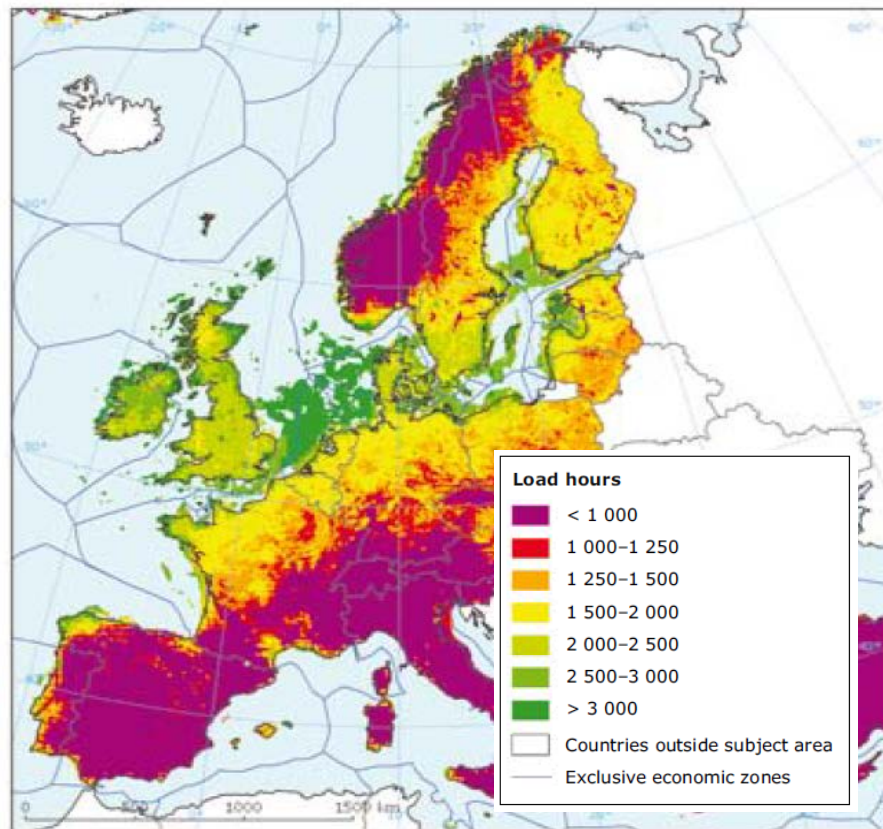 Load hours
< 1 000
1 000–1 250
1 250–1 500
1 500–2 000
2 000–2 500
2 500–3 000
> 3 000
Countries outside subject area
Exclusive economic zones
0 500 1000 1500 km